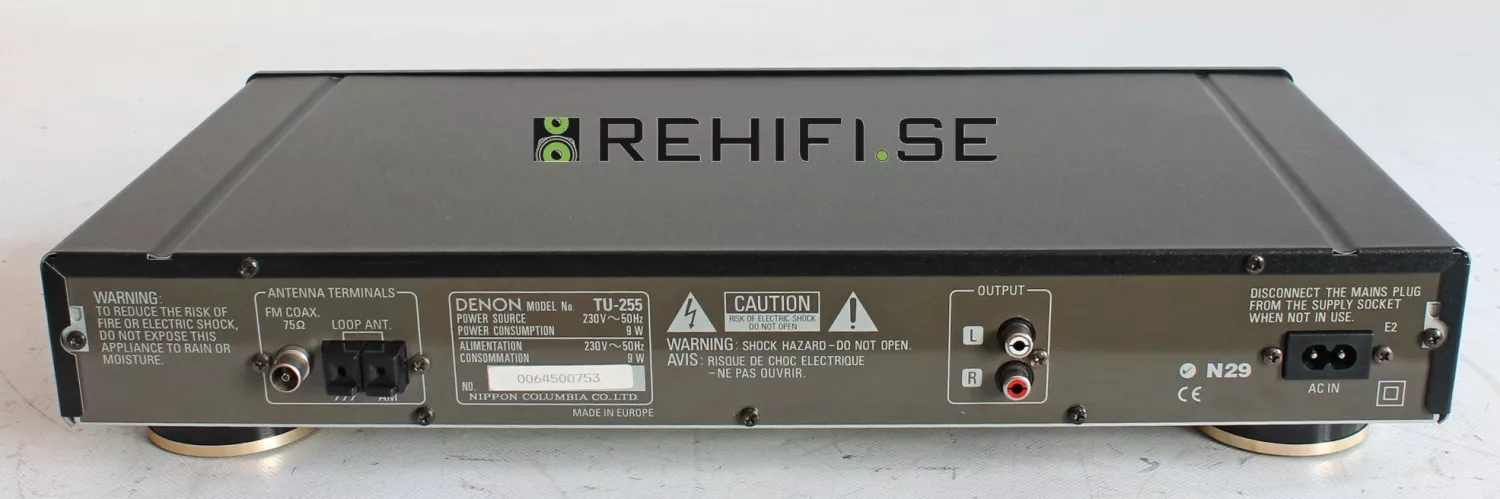 REHIFI.SE
WARNING:
TO REDUCE THE RISK OF
FIRE OR ELECTRIC SHOCK,
DO NOT EXPOSE THIS
APPLIANCE TO RAIN OR
MOISTURE.
ANTENNA TERMINALS
FM COAX.
75Ω
LOOP ANT.
AM
DENON MODEL No. TU-255
POWER SOURCE 230V～50Hz
POWER CONSUMPTION 9 W
ALIMENTATION 230V～50Hz
CONSOMMATION 9 W
NO. 0064500753
NIPPON COLUMBIA CO.,LTD.
MADE IN EUROPE
CAUTION
RISK OF ELECTRIC SHOCK
DO NOT OPEN
WARNING: SHOCK HAZARD-DO NOT OPEN.
AVIS: RISQUE DE CHOC ELECTRIQUE
-NE PAS OUVRIR.
OUTPUT
L
R
DISCONNECT THE MAINS PLUG
FROM THE SUPPLY SOCKET
WHEN NOT IN USE.
E2
N29
CE
AC IN